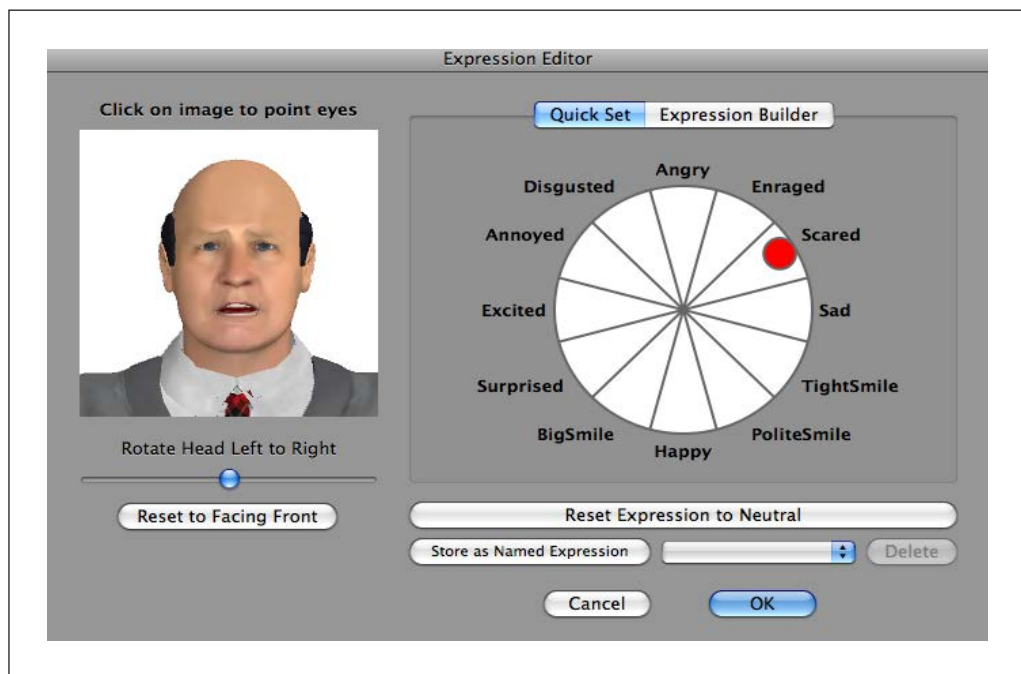 Expression Editor
Click on image to point eyes
Quick Set Expression Builder
Angry
Disgusted Enraged
Annoyed Scared
Excited Sad
Surprised TightSmile
BigSmile PoliteSmile
Happy
Rotate Head Left to Right
Reset to Facing Front
Reset Expression to Neutral
Store as Named Expression Delete
Cancel OK